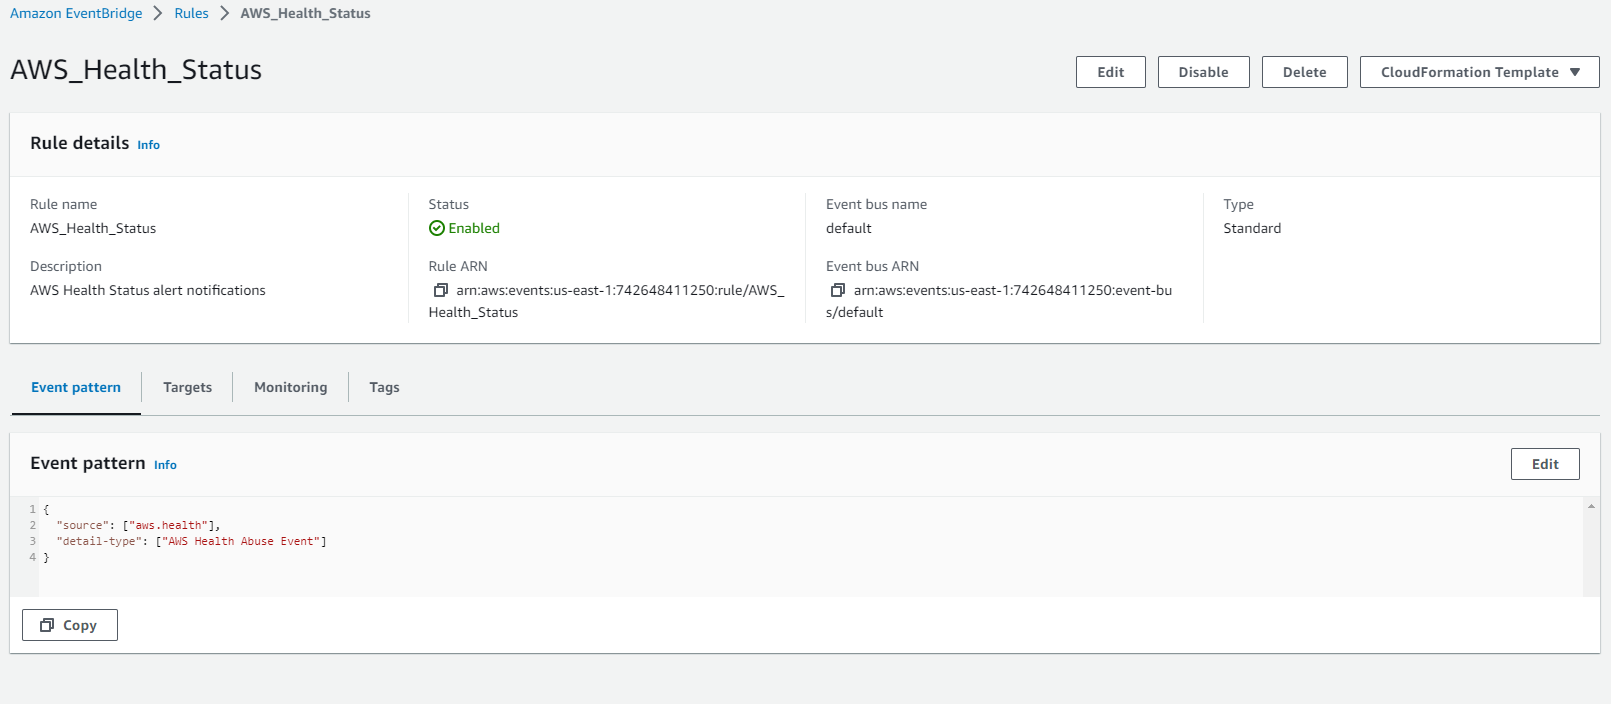 Amazon EventBridge > Rules > AWS_Health_Status
AWS_Health_Status
Edit
Disable
Delete
CloudFormation Template
Rule details Info
Rule name
AWS_Health_Status
Description
AWS Health Status alert notifications
Status
Enabled
Rule ARN
arn:aws:events:us-east-1:742648411250:rule/AWS_
Health_Status
Event bus name
default
Event bus ARN
arn:aws:events:us-east-1:742648411250:event-bu
s/default
Type
Standard
Event pattern
Targets
Monitoring
Tags
Event pattern Info
Edit
1 {
2 "source": ["aws.health"],
3 "detail-type": ["AWS Health Abuse Event"]
4 }
Copy